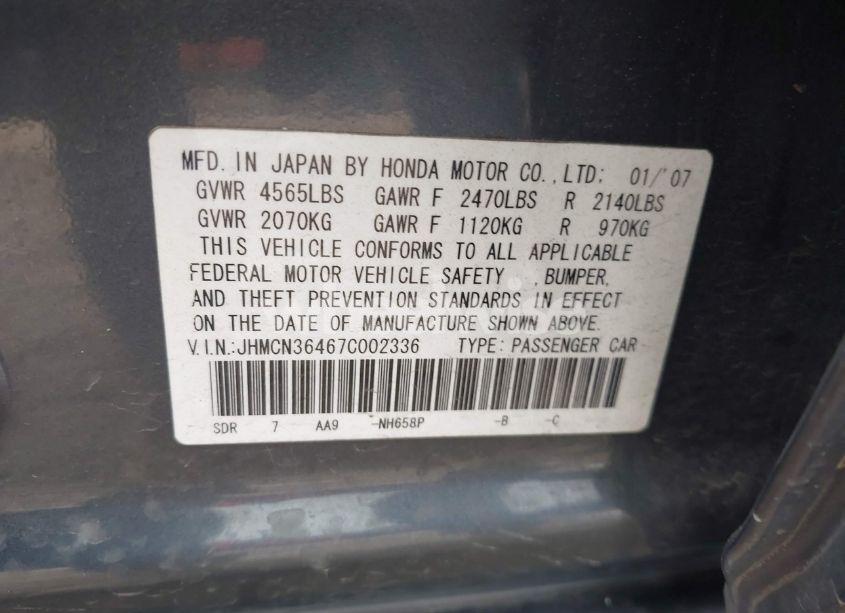 MFD. IN JAPAN BY HONDA MOTOR CO., LTD: 01/'07
GVWR 4565LBS GAWR F 2470LBS R 2140LBS
GVWR 2070KG GAWR F 1120KG R 970KG
THIS VEHICLE CONFORMS TO ALL APPLICABLE
FEDERAL MOTOR VEHICLE SAFETY , BUMPER,
AND THEFT PREVENTION STANDARDS IN EFFECT
ON THE DATE OF MANUFACTURE SHOWN ABOVE.
V.I.N.:JHMCN36467C002336 TYPE: PASSENGER CAR
SDR 7 AA9 -NH658P -B -C